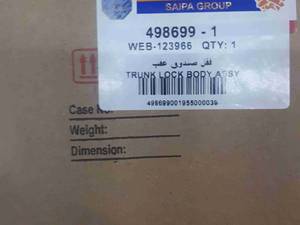 SAIPA GROUP
498699 - 1
WEB-123966 QTY: 1
قفل صندوق عقب
TRUNK LOCK BODY ASSY
498699001955000039
Case No:
Weight:
Dimension: